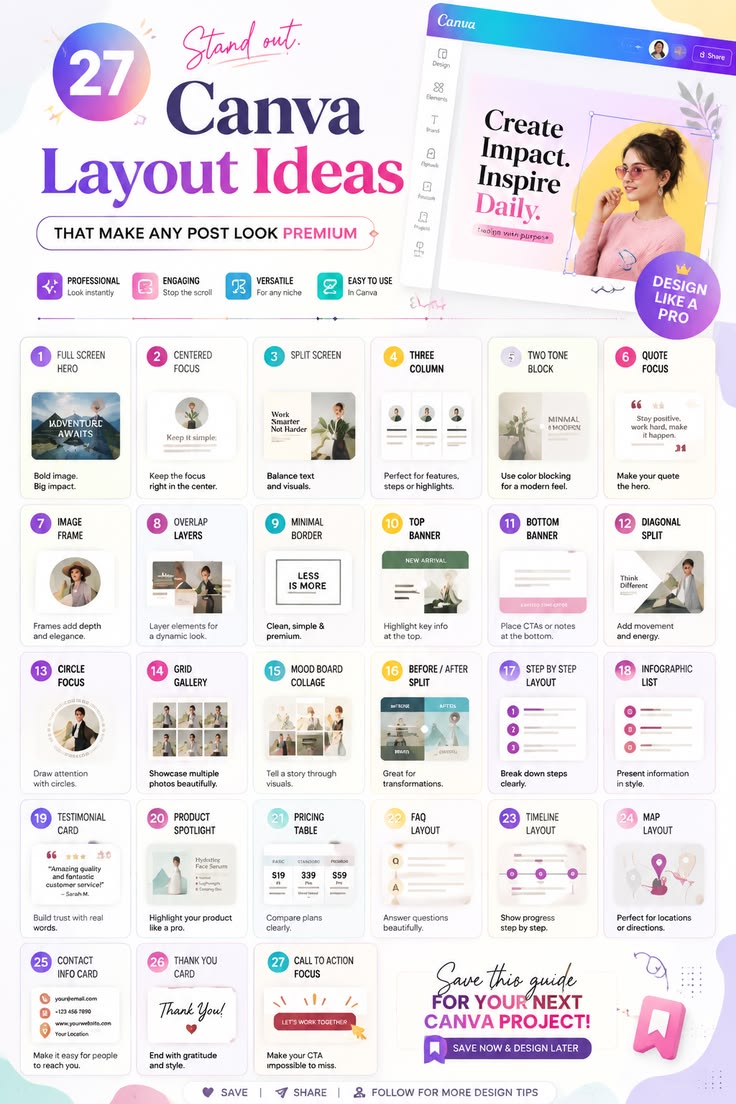 27
Stand out.
Canva
Layout Ideas
THAT MAKE ANY POST LOOK PREMIUM
PROFESSIONAL
Look instantly
ENGAGING
Stop the scroll
VERSATILE
For any niche
EASY TO USE
In Canva
Canva
Share
Design
Elements
Create
Impact.
Inspire
Daily.
DESIGN
LIKE A
PRO
1 FULL SCREEN
HERO
ADVENTURE
AWAITS
Bold image.
Big impact.
2 CENTERED
FOCUS
Keep it simple.
Keep the focus
right in the center.
3 SPLIT SCREEN
Work
Smarter
Not Harder
Balance text
and visuals.
4 THREE
COLUMN
Perfect for features,
steps or highlights.
5 TWO TONE
BLOCK
Use color blocking
for a modern feel.
6 QUOTE
FOCUS
Stay positive,
work hard, make
it happen.
Make your quote
the hero.
7 IMAGE
FRAME
Frames add depth
and elegance.
8 OVERLAP
LAYERS
Layer elements for
a dynamic look.
9 MINIMAL
BORDER
LESS
IS MORE
Clean, simple &
premium.
10 TOP
BANNER
NEW ARRIVAL
Highlight key info
at the top.
11 BOTTOM
BANNER
Place CTAs or notes
at the bottom.
12 DIAGONAL
SPLIT
Think
Different
Add movement
and energy.
13 CIRCLE
FOCUS
Draw attention
with circles.
14 GRID
GALLERY
Showcase multiple
photos beautifully.
15 MOOD BOARD
COLLAGE
Tell a story through
visuals.
16 BEFORE / AFTER
SPLIT
Great for
transformations.
17 STEP BY STEP
LAYOUT
1
2
3
Break down steps
clearly.
18 INFOGRAPHIC
LIST
Present information
in style.
19 TESTIMONIAL
CARD
"Amazing quality
and fantastic
customer service!"
– Sarah M.
Build trust with real
words.
20 PRODUCT
SPOTLIGHT
Hydrating
Face Serum
Highlight your product
like a pro.
21 PRICING
TABLE
BASIC
PREMIUM
$19
339
$59
Compare plans
clearly.
22 FAQ
LAYOUT
Q
A
Answer questions
beautifully.
23 TIMELINE
LAYOUT
Show progress
step by step.
24 MAP
LAYOUT
Perfect for locations
or directions.
25 CONTACT
INFO CARD
your@email.com
+123 456 7890
www.yourwebsite.com
Your Location
Make it easy for people
to reach you.
26 THANK YOU
CARD
Thank You!
End with gratitude
and style.
27 CALL TO ACTION
FOCUS
LET'S WORK TOGETHER
Make your CTA
impossible to miss.
Save this guide
FOR YOUR NEXT
CANVA PROJECT!
SAVE NOW & DESIGN LATER
SAVE | SHARE | FOLLOW FOR MORE DESIGN TIPS